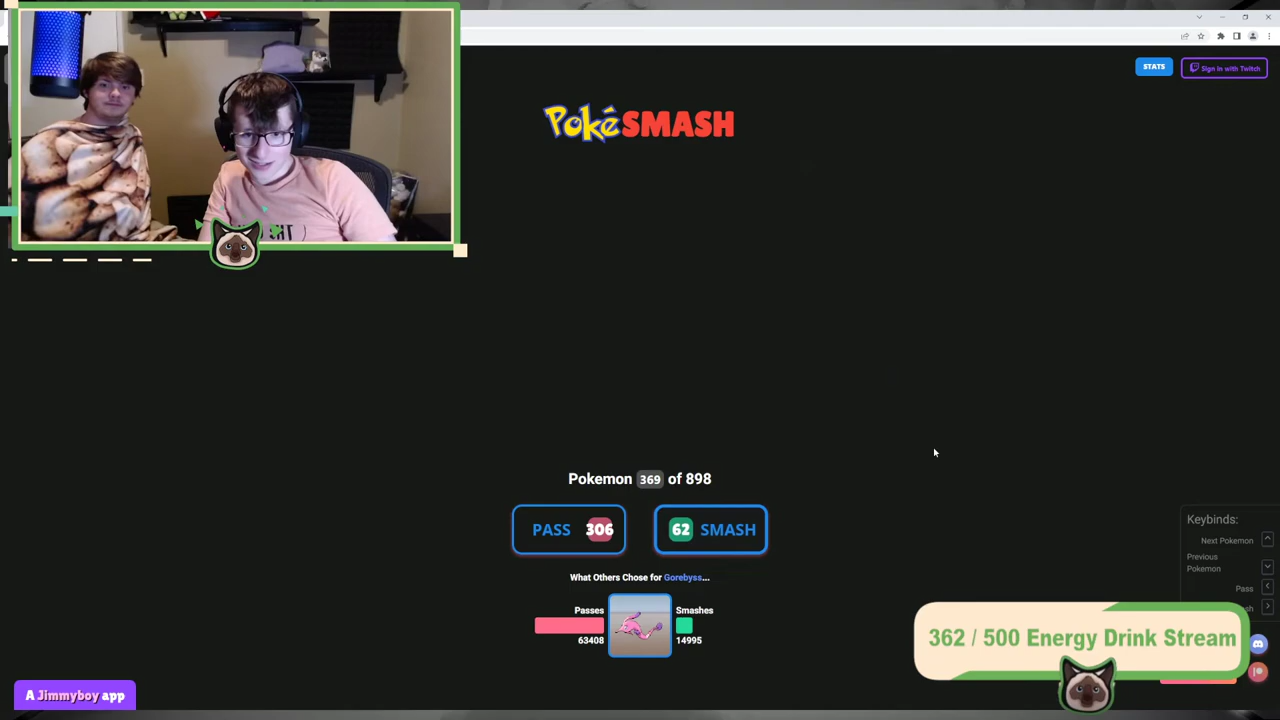 STATS
Sign in with Twitch
PokéSMASH
Pokemon 369 of 898
PASS 306
62 SMASH
What Others Chose for Gorebyss...
Passes
63408
Smashes
14995
Keybinds:
Next Pokemon
Previous
Pokemon
Pass
362 / 500 Energy Drink Stream
A Jimmyboy app